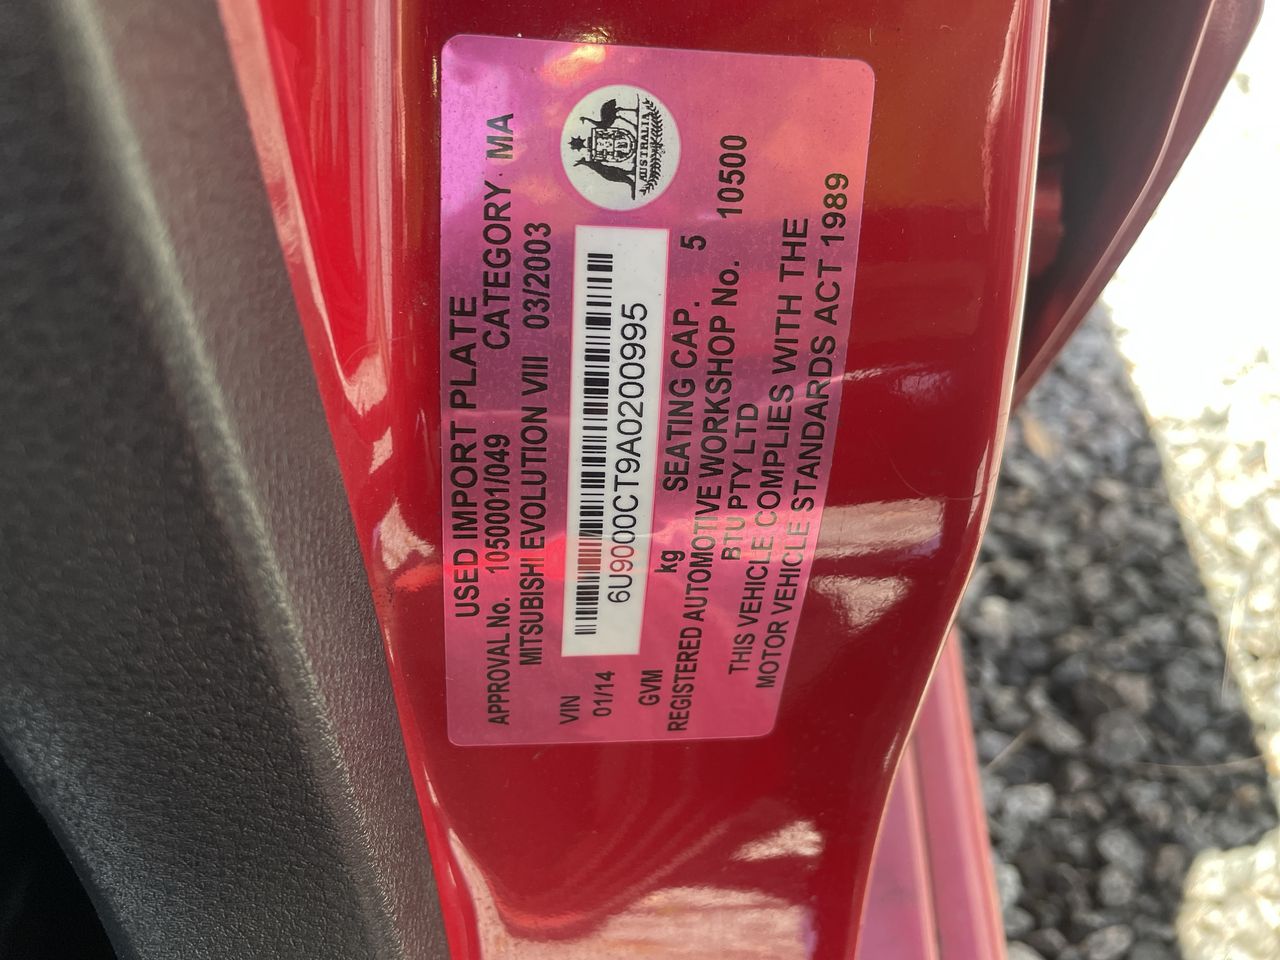 USED IMPORT PLATE
APPROVAL No. 1050001/049 CATEGORY MA
MITSUBISHI EVOLUTION VIII 03/2003
AUSTRALIA
VIN 6U9000CT9A0200995
01/14
GVM kg SEATING CAP. 5
REGISTERED AUTOMOTIVE WORKSHOP No. 10500
BTU PTY LTD
THIS VEHICLE COMPLIES WITH THE
MOTOR VEHICLE STANDARDS ACT 1989